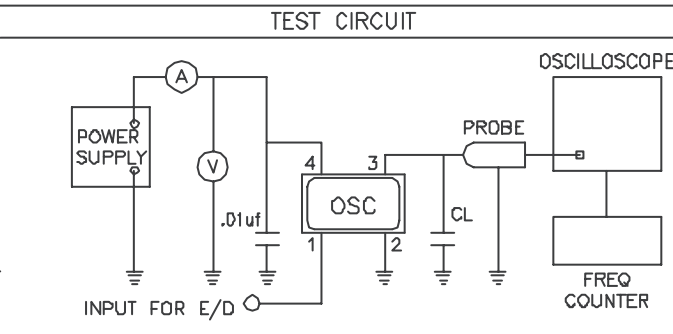 TEST CIRCUIT
OSCILLOSCOPE
A
POWER
SUPPLY
V
PROBE
4
3
OSC
.01uf
CL
1
2
INPUT FOR E/D
FREQ
COUNTER